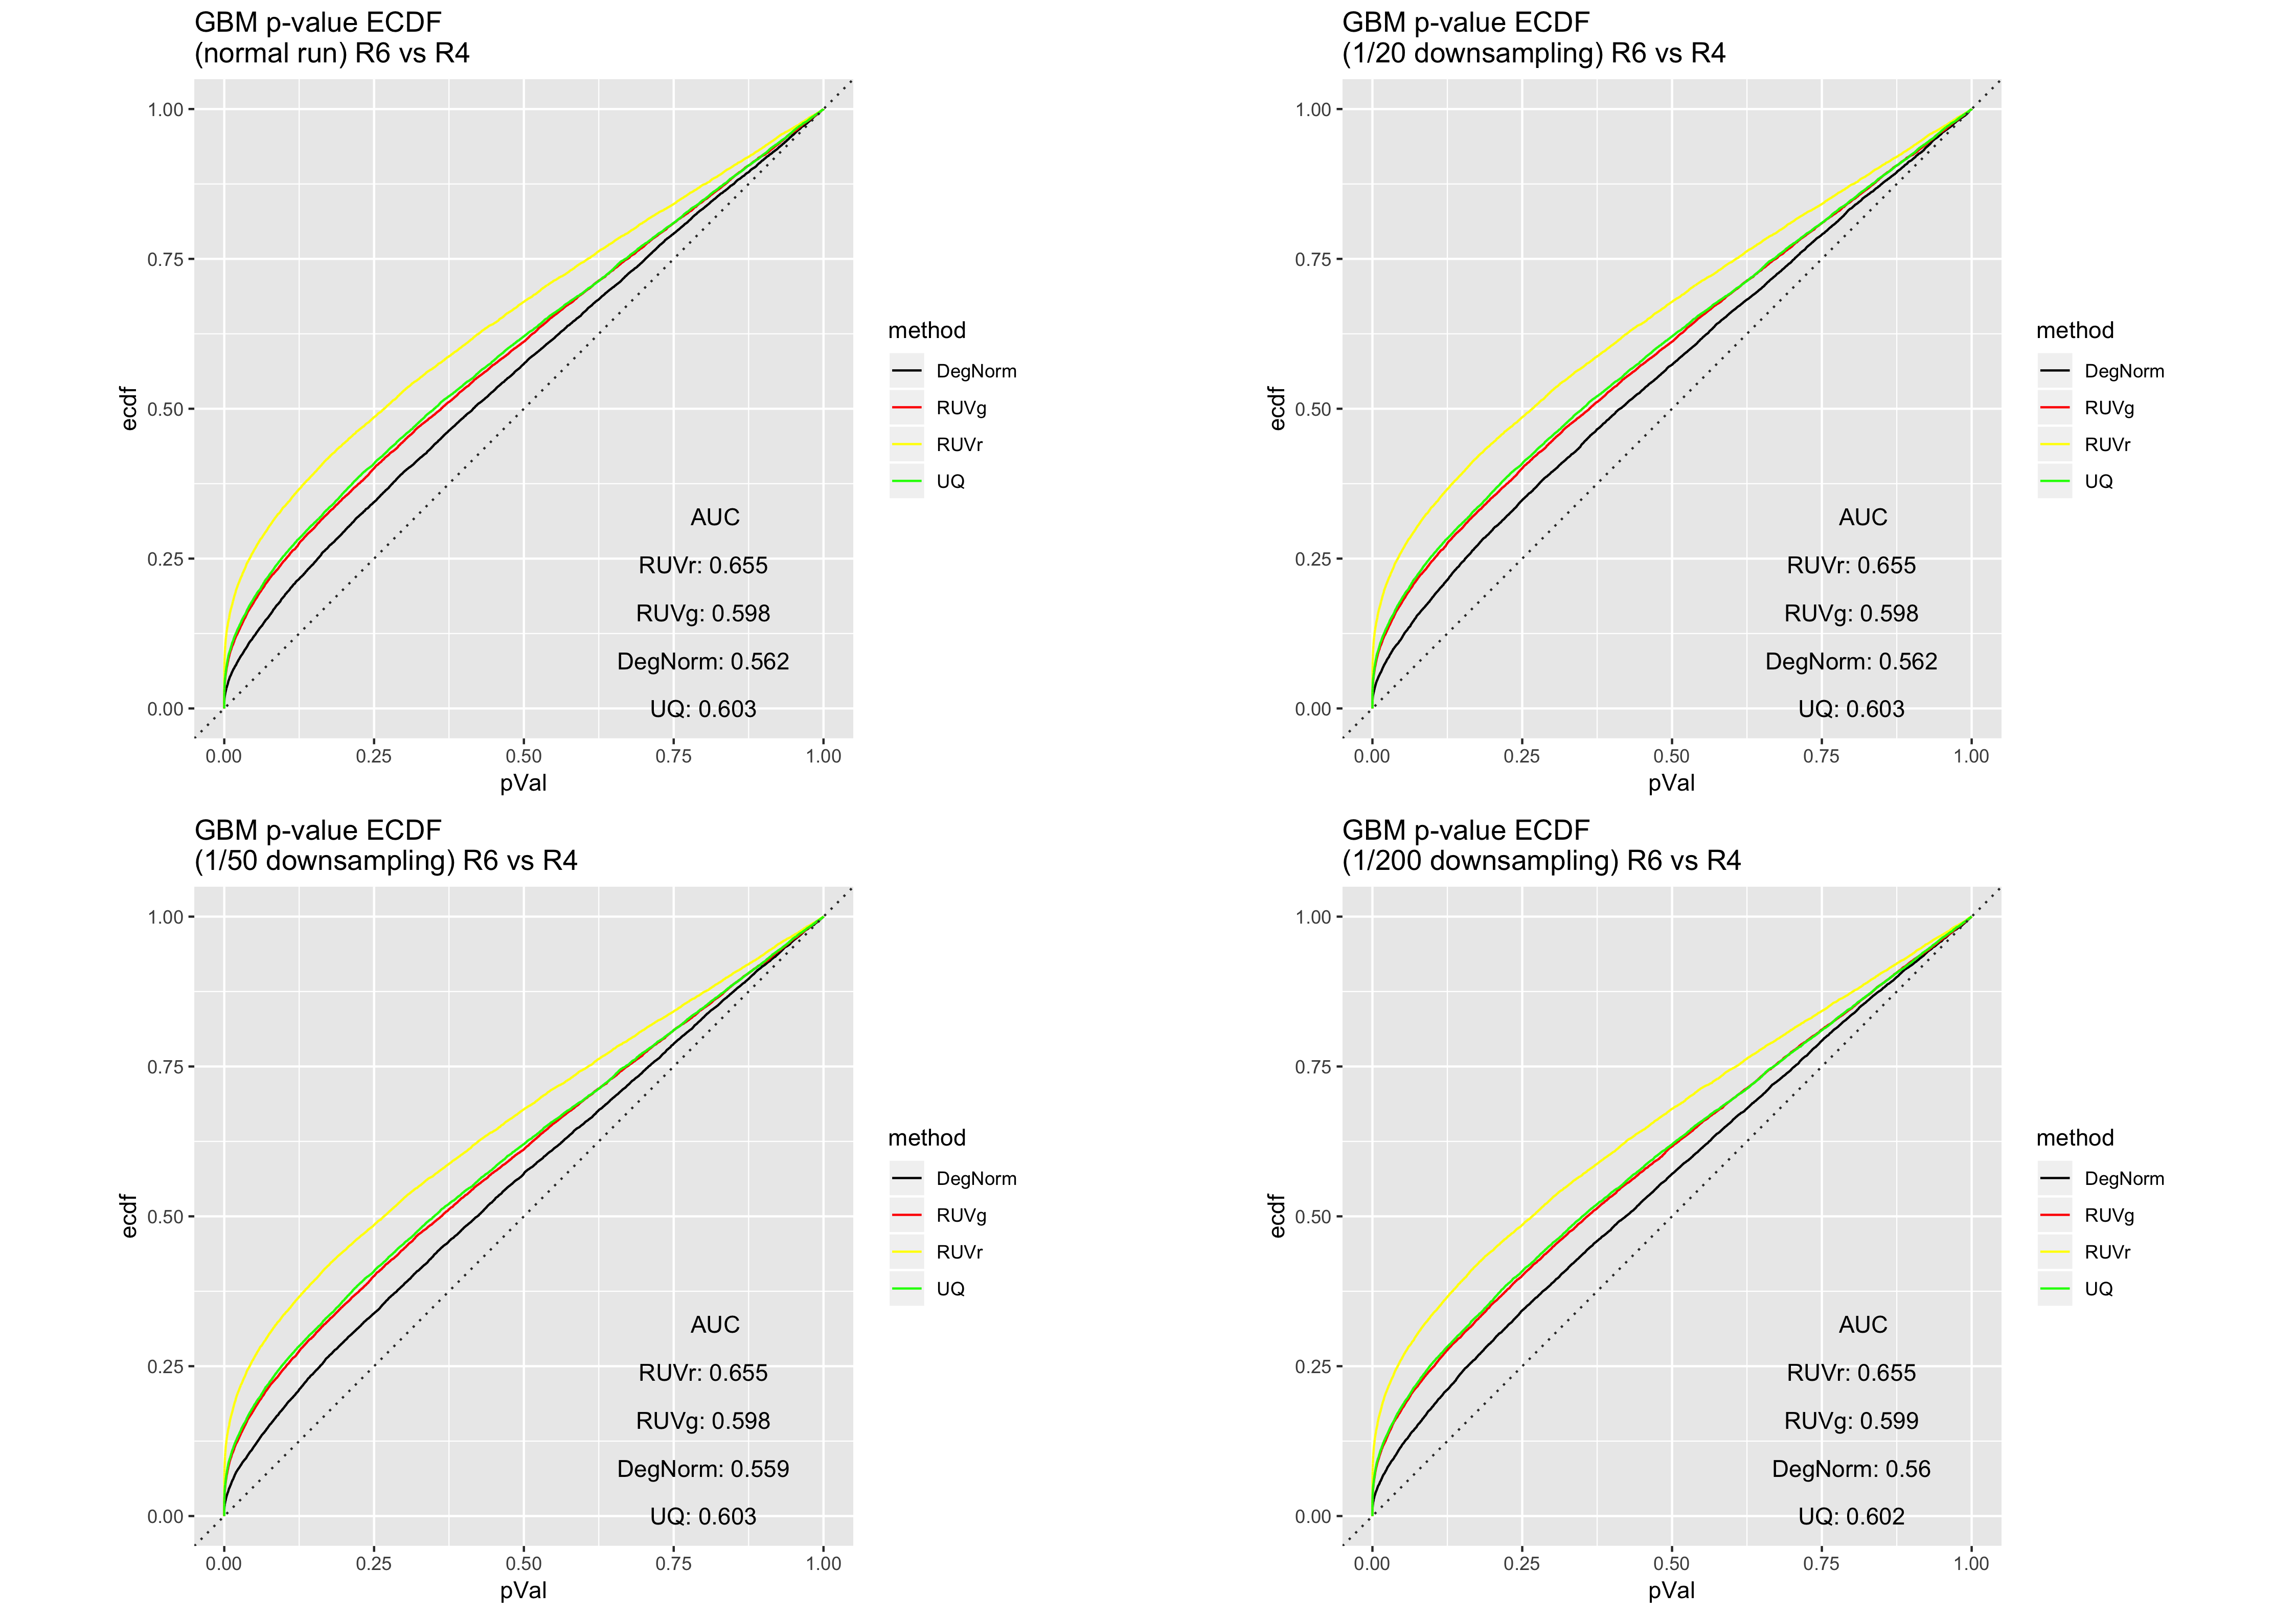 GBM p-value ECDF
(normal run) R6 vs R4
1.00
0.75
0.50
0.25
0.00
ecdf
0.00 0.25 0.50 0.75 1.00
pVal
AUC
RUVr: 0.655
RUVg: 0.598
DegNorm: 0.562
UQ: 0.603
method
DegNorm
RUVg
RUVr
UQ
GBM p-value ECDF
(1/20 downsampling) R6 vs R4
1.00
0.75
0.50
0.25
0.00
ecdf
0.00 0.25 0.50 0.75 1.00
pVal
AUC
RUVr: 0.655
RUVg: 0.598
DegNorm: 0.562
UQ: 0.603
method
DegNorm
RUVg
RUVr
UQ
GBM p-value ECDF
(1/50 downsampling) R6 vs R4
1.00
0.75
0.50
0.25
0.00
ecdf
0.00 0.25 0.50 0.75 1.00
pVal
AUC
RUVr: 0.655
RUVg: 0.598
DegNorm: 0.559
UQ: 0.603
method
DegNorm
RUVg
RUVr
UQ
GBM p-value ECDF
(1/200 downsampling) R6 vs R4
1.00
0.75
0.50
0.25
0.00
ecdf
0.00 0.25 0.50 0.75 1.00
pVal
AUC
RUVr: 0.655
RUVg: 0.599
DegNorm: 0.56
UQ: 0.602
method
DegNorm
RUVg
RUVr
UQ